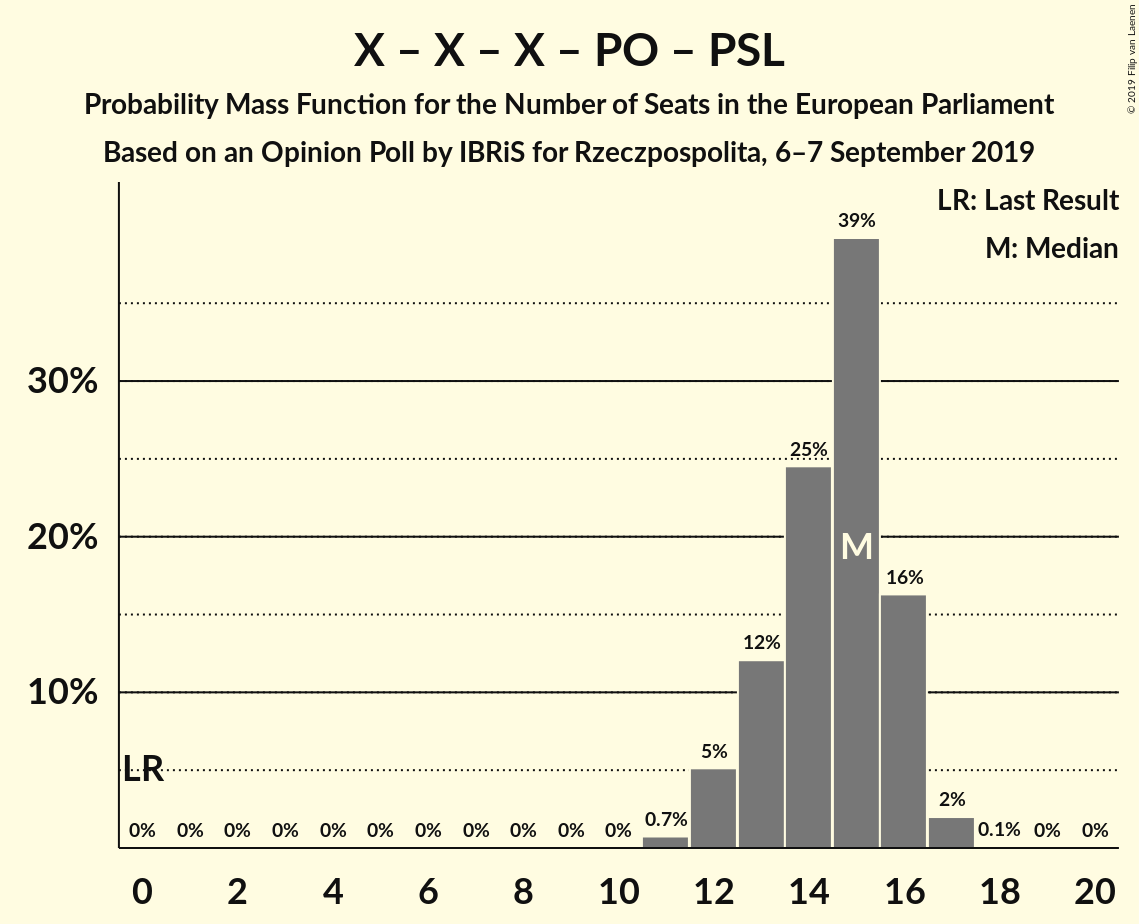 X – X – X – PO – PSL
Probability Mass Function for the Number of Seats in the European Parliament
Based on an Opinion Poll by IBRiS for Rzeczpospolita, 6–7 September 2019
© 2019 Filip van Laenen
LR: Last Result
M: Median
39%
30%
25%
20%
M
16%
12%
10%
5%
LR
2%
0% 0% 0% 0% 0% 0% 0% 0% 0% 0% 0% 0.7% 0.1% 0% 0%
0 2 4 6 8 10 12 14 16 18 20